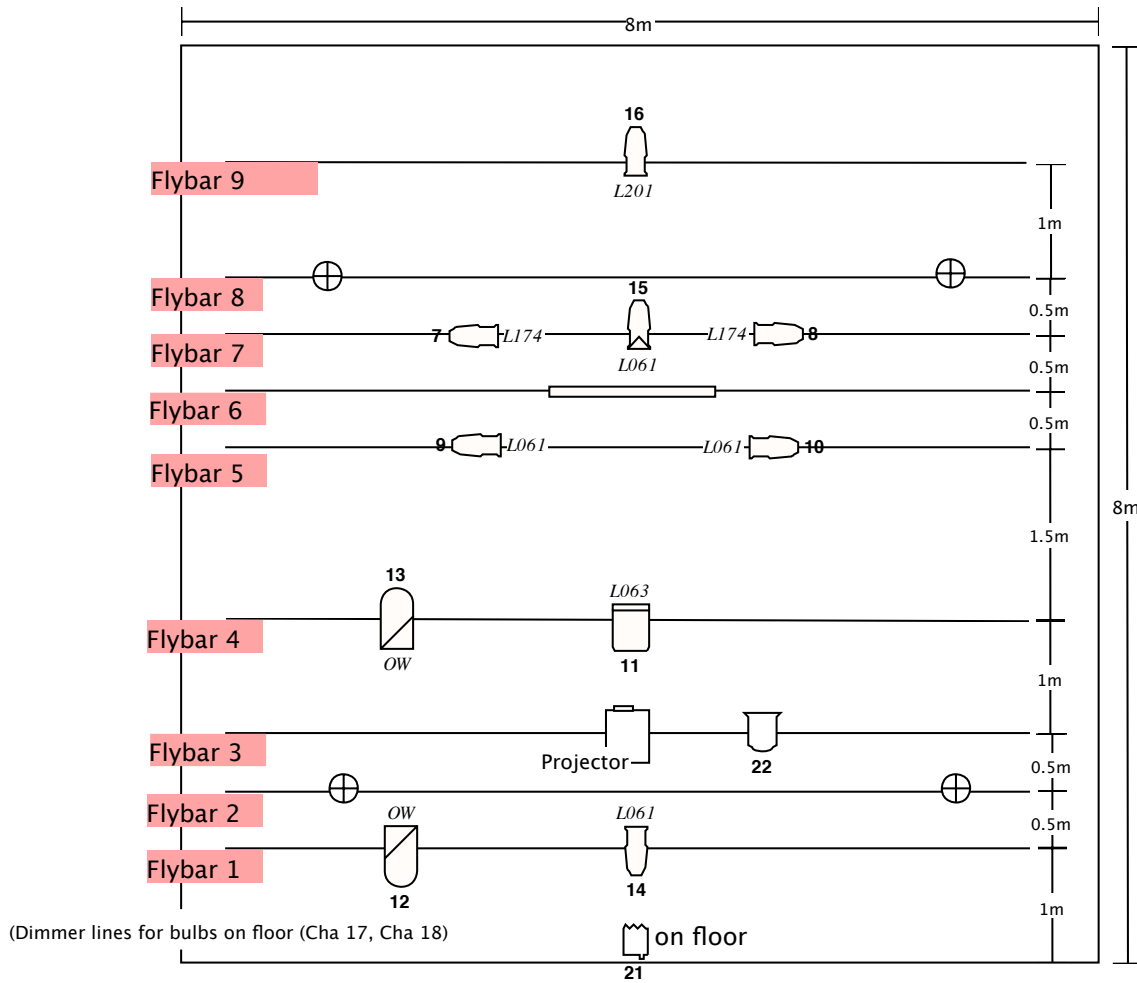 8m
16
Flybar 9
L201
1m
Flybar 8
15
0.5m
7
L174
L174
8
Flybar 7
L061
0.5m
Flybar 6
0.5m
9
L061
L061
10
Flybar 5
8m
1.5m
13
L063
Flybar 4
OW
11
1m
Flybar 3
Projector
22
0.5m
Flybar 2
OW
L061
0.5m
Flybar 1
12
14
1m
(Dimmer lines for bulbs on floor (Cha 17, Cha 18)
on floor
21